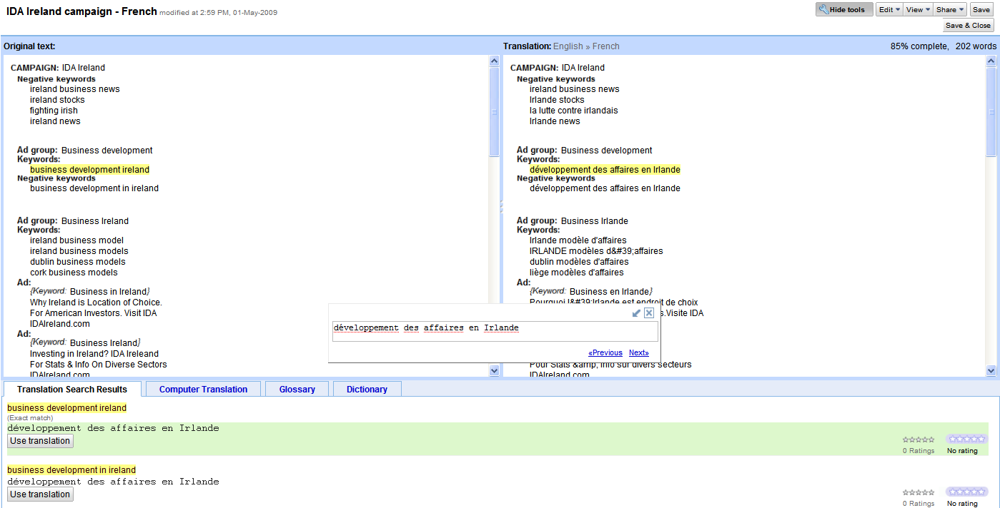 IDA Ireland campaign - French modified at 2:59 PM, 01-May-2009
Hide tools Edit View Share Save
Save & Close
Original text:
CAMPAIGN: IDA Ireland
Negative keywords
ireland business news
ireland stocks
fighting irish
ireland news
Ad group: Business development
Keywords:
business development ireland
Negative keywords
business development in ireland
Ad group: Business Ireland
Keywords:
ireland business model
ireland business models
dublin business models
cork business models
Ad:
{Keyword: Business in Ireland}
Why Ireland is Location of Choice.
For American Investors. Visit IDA
IDAIreland.com
Ad:
{Keyword: Business Ireland}
Investing in Ireland? IDA Ireleand
For Stats & Info On Diverse Sectors
IDAIreland.com
Translation: English » French 85% complete, 202 words
CAMPAIGN: IDA Ireland
Negative keywords
ireland business news
Irlande stocks
la lutte contre irlandais
Irlande news
Ad group: Business development
Keywords:
développement des affaires en Irlande
Negative keywords
développement des affaires en Irlande
Ad group: Business Irlande
Keywords:
Irlande modèle d'affaires
IRLANDE modèles d&#39;affaires
dublin modèles d'affaires
liège modèles d'affaires
Ad:
{Keyword: Business en Irlande}
Pourquoi l&#39;Irlande est endroit de choix
s.Visite IDA
Pour Stats &amp; Info sur divers secteurs
IDAIreland.com
développement des affaires en Irlande
«Previous Next»
Translation Search Results Computer Translation Glossary Dictionary
business development ireland
(Exact match)
développement des affaires en Irlande
Use translation
0 Ratings No rating
business development in ireland
développement des affaires en Irlande
Use translation
0 Ratings No rating